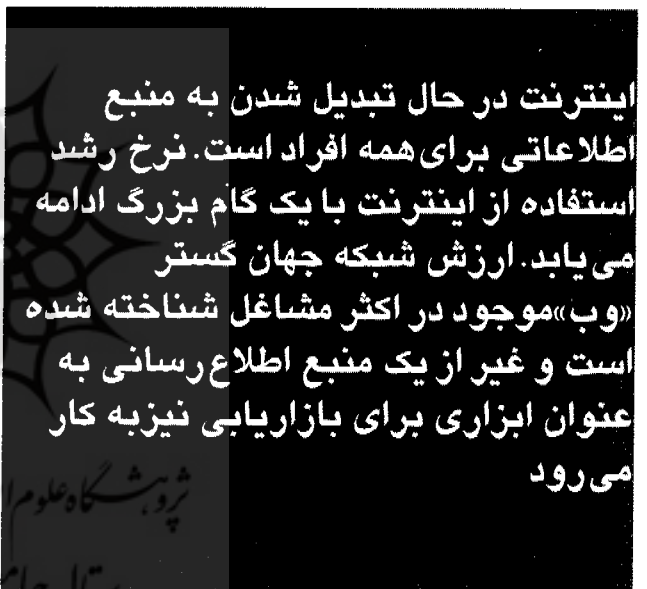 اینترنت در حال تبدیل شدن به منبع
اطلاعاتی برای همه افراد است. نرخ رشد
استفاده از اینترنت با یک گام بزرگ ادامه
می یابد. ارزش شبکه جهان گستر
«وب» موجود در اکثر مشاغل شناخته شده
است و غیر از یک منبع اطلاع رسانی به
عنوان ابزاری برای بازاریابی نیزبه کار
می رود
پژوهشگاه علوم ا